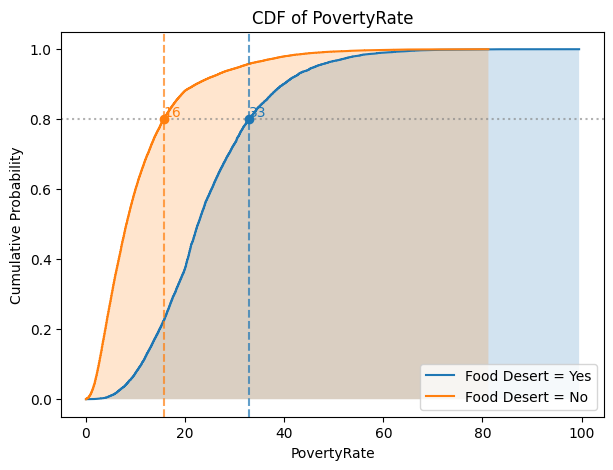 CDF of PovertyRate
1.0
0.8
0.6
0.4
0.2
0.0
Cumulative Probability
16
33
Food Desert = Yes
Food Desert = No
0 20 40 60 80 100
PovertyRate